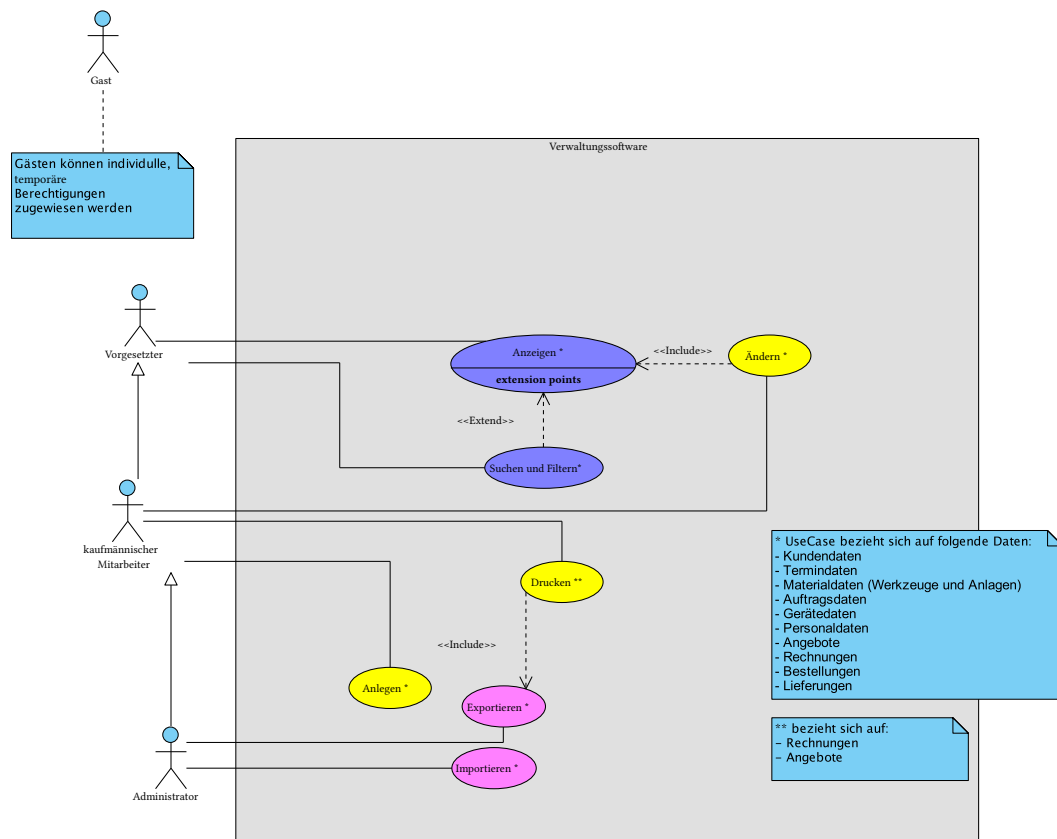 Gast
Gästen können individulle,
temporäre
Berechtigungen
zugewiesen werden
Verwaltungssoftware
Vorgesetzter
Anzeigen *
extension points
<<Include>>
Ändern *
<<Extend>>
Suchen und Filtern*
kaufmännischer
Mitarbeiter
Drucken **
<<Include>>
Anlegen *
Exportieren *
Importieren *
Administrator
* UseCase bezieht sich auf folgende Daten:
- Kundendaten
- Termindaten
- Materialdaten (Werkzeuge und Anlagen)
- Auftragsdaten
- Gerätedaten
- Personaldaten
- Angebote
- Rechnungen
- Bestellungen
- Lieferungen
** bezieht sich auf:
– Rechnungen
– Angebote